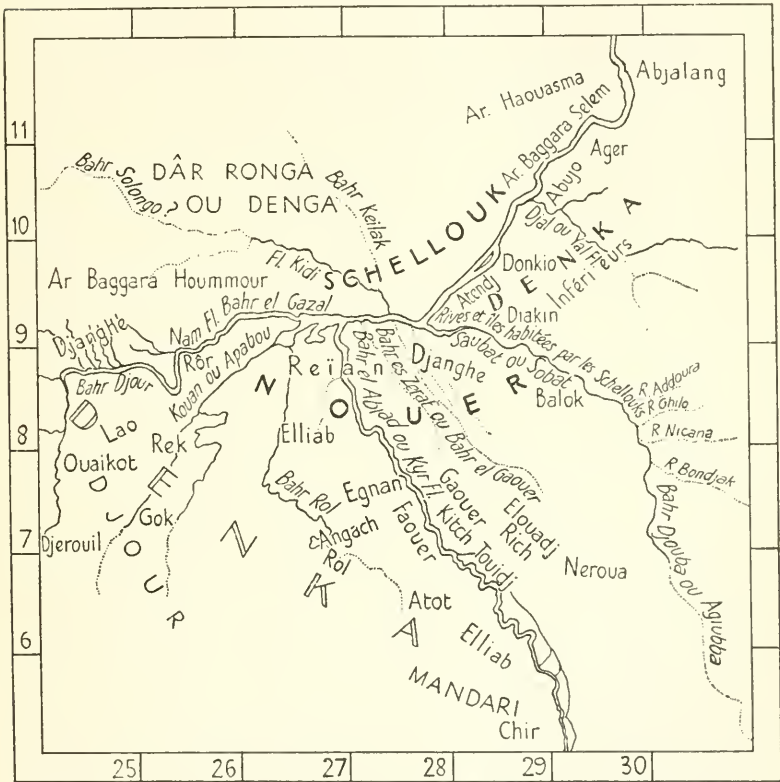 Abjalang
Ar. Haouasma
11
Ar. Baggara Selem
Ager
Bahr Solongo?
DÂR RONGA
OU DENGA
Bahr Keilak
Abujo
Djal ou Val Fl.
10
SCHELLOUK
DENKA
Inférieurs
Donkio
Fl. Kidi
Ar Baggara Hoummour
Atandj
Diakin
Bahr el Gazal
Nam Fl.
Rives et îles habitées par les Schellouks
9
Djanghe
Rôr
Kouan ou Apabou
Bahr Djour
Reïan
Djanghe
Saubat ou Sobat
R. Addoura
R Ghilo
NOUER
Balok
Bahr es Zeraf ou Bahr el Gaouer
Bahr el Abiad ou Kyr Fl.
8
Lao
Rek
Elliab
R Nicana
Ouaikot
R. Bondjak
DENKA
DJOUR
Bahr Rol
Egnan
Gaouer
Kitch
Elouadj
Rich
Gok
Angach
Faouer
Touidj
7
Djerouil
Rol
Neroua
Bahr Djouba ou Aglubba
Atot
6
Elliab
MANDARI
Chir
25 26 27 28 29 30